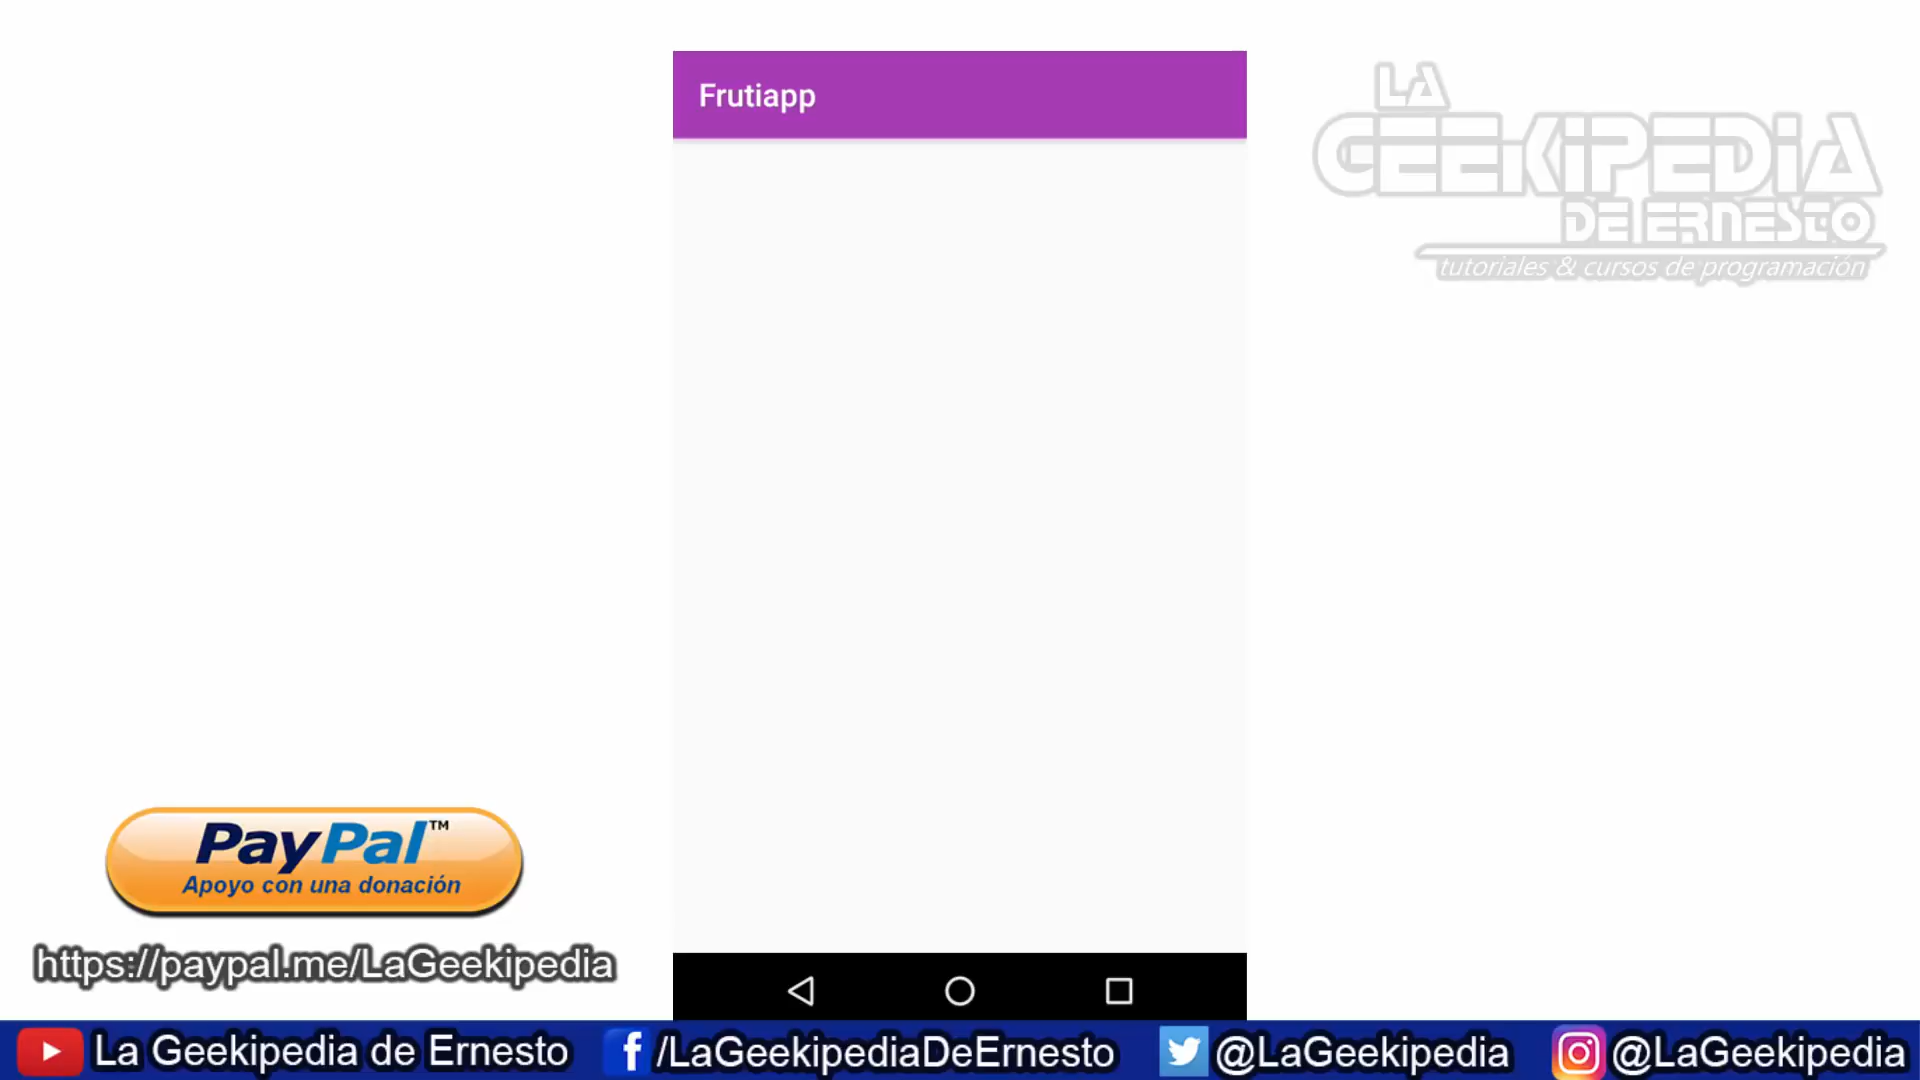 Frutiapp
LA
GEEKIPEDIA
DE ERNESTO
tutoriales & cursos de programación
PayPal™
Apoyo con una donación
https://paypal.me/LaGeekipedia
La Geekipedia de Ernesto
/LaGeekipediaDeErnesto
@LaGeekipedia
@LaGeekipedia